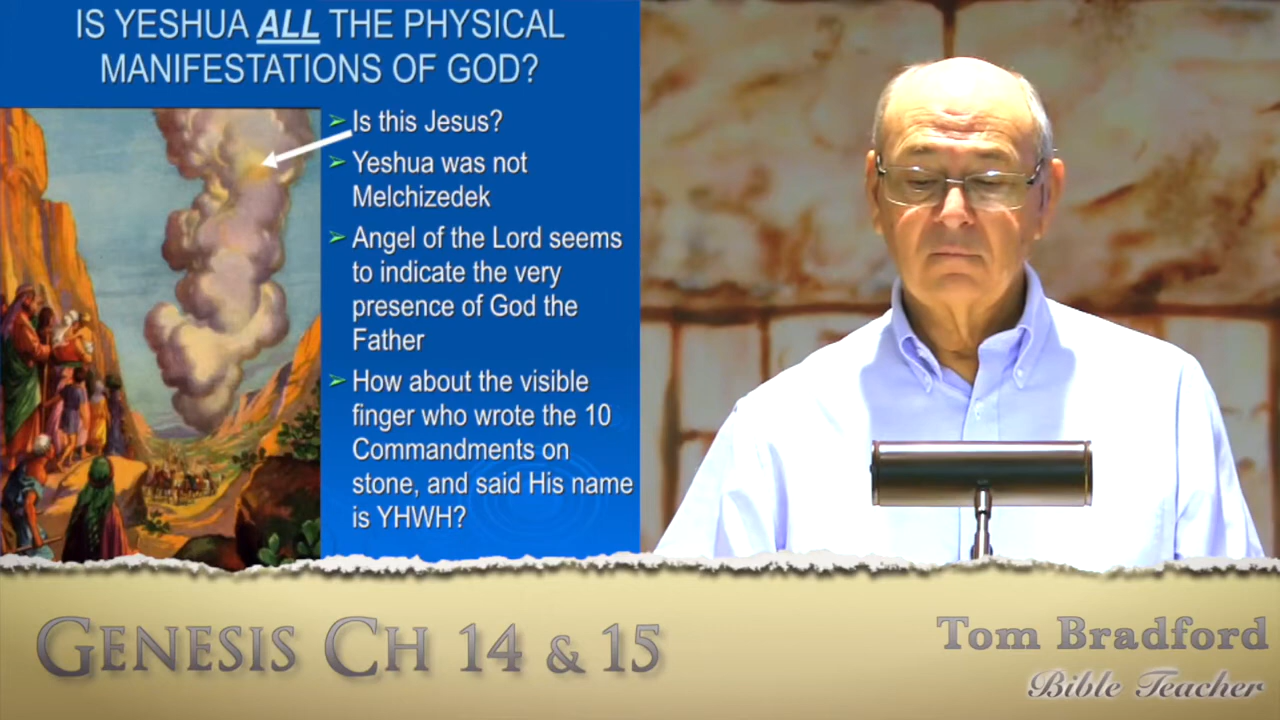 IS YESHUA ALL THE PHYSICAL
MANIFESTATIONS OF GOD?
➢ Is this Jesus?
➢ Yeshua was not
Melchizedek
➢ Angel of the Lord seems
to indicate the very
presence of God the
Father
➢ How about the visible
finger who wrote the 10
Commandments on
stone, and said His name
is YHWH?
GENESIS CH 14 & 15
Tom Bradford
Bible Teacher